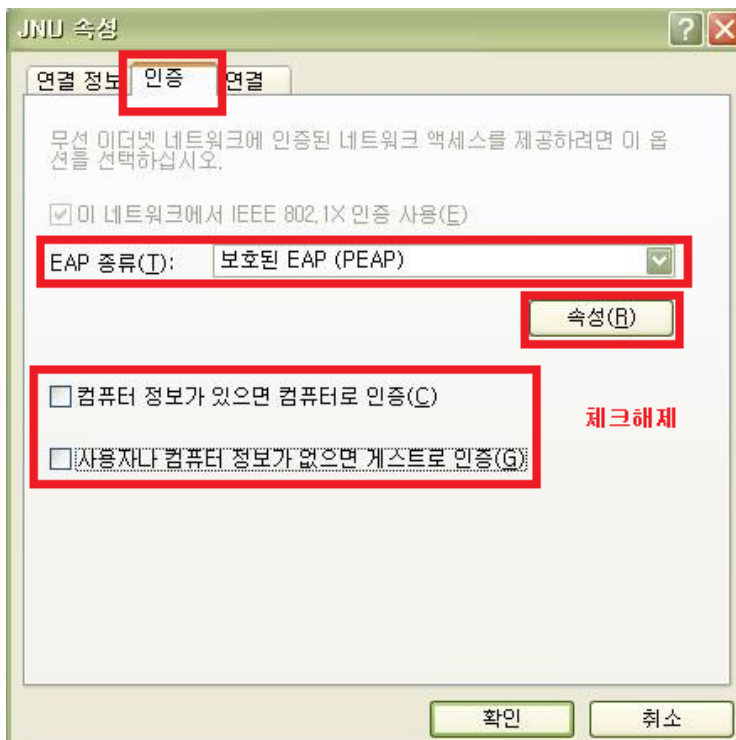 JNU 속성
연결 정보 인증 연결
무선 이더넷 네트워크에 인증된 네트워크 액세스를 제공하려면 이 옵
션을 선택하십시오.
이 네트워크에서 IEEE 802.1X 인증 사용(E)
EAP 종류(T): 보호된 EAP (PEAP)
속성(R)
컴퓨터 정보가 있으면 컴퓨터로 인증(C)
체크해제
사용자나 컴퓨터 정보가 없으면 게스트로 인증(G)
확인 취소